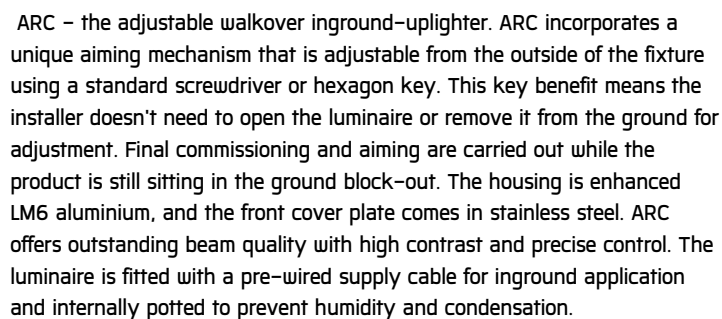 ARC – the adjustable walkover inground–uplighter. ARC incorporates a
unique aiming mechanism that is adjustable from the outside of the fixture
using a standard screwdriver or hexagon key. This key benefit means the
installer doesn't need to open the luminaire or remove it from the ground for
adjustment. Final commissioning and aiming are carried out while the
product is still sitting in the ground block–out. The housing is enhanced
LM6 aluminium, and the front cover plate comes in stainless steel. ARC
offers outstanding beam quality with high contrast and precise control. The
luminaire is fitted with a pre–wired supply cable for inground application
and internally potted to prevent humidity and condensation.